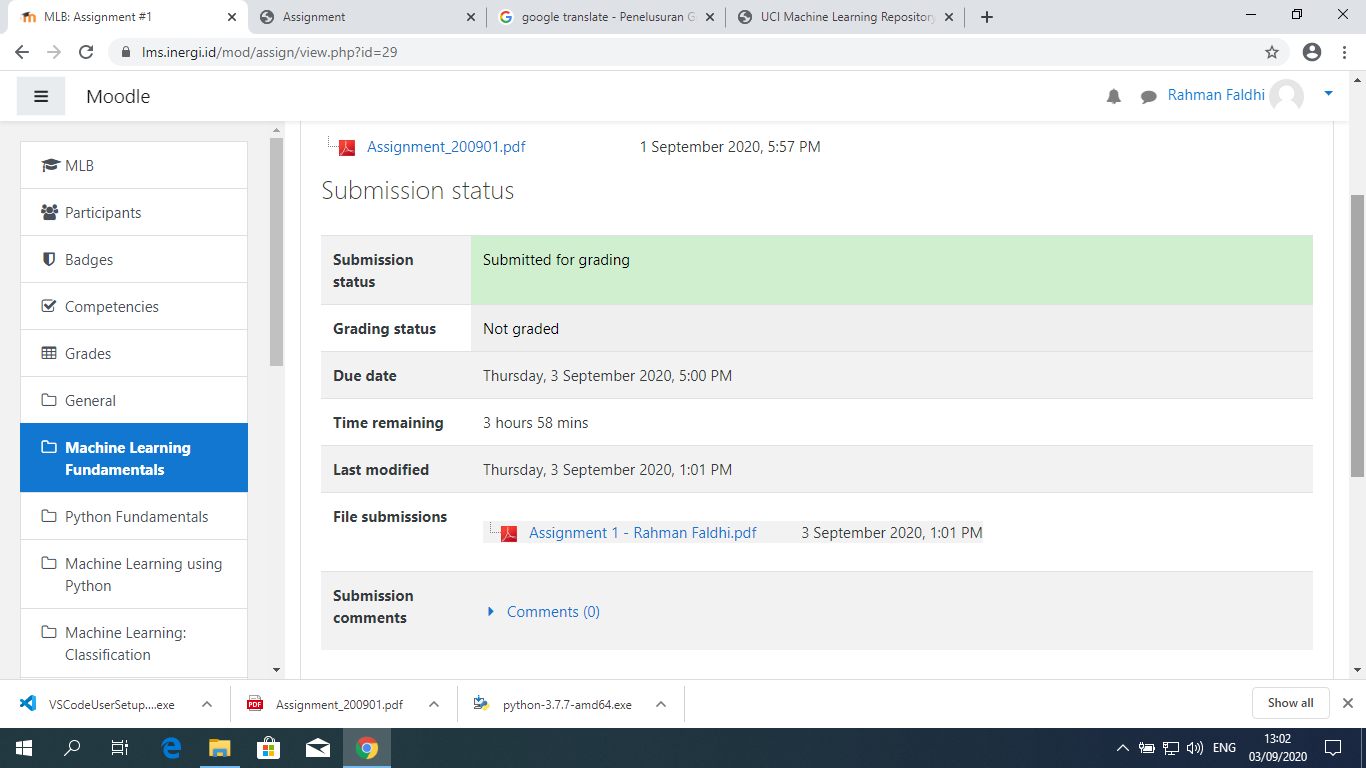 MLB: Assignment #1
Assignment
google translate - Penelusuran G
UCI Machine Learning Repository
lms.inergi.id/mod/assign/view.php?id=29
Moodle
Rahman Faldhi
MLB
Participants
Badges
Competencies
Grades
General
Machine Learning
Fundamentals
Python Fundamentals
Machine Learning using
Python
Machine Learning:
Classification
Assignment_200901.pdf 1 September 2020, 5:57 PM
Submission status
Submission
status
Submitted for grading
Grading status Not graded
Due date Thursday, 3 September 2020, 5:00 PM
Time remaining 3 hours 58 mins
Last modified Thursday, 3 September 2020, 1:01 PM
File submissions
Assignment 1 - Rahman Faldhi.pdf 3 September 2020, 1:01 PM
Submission
comments
Comments (0)
VSCodeUserSetup....exe
PDF
Assignment_200901.pdf
python-3.7.7-amd64.exe
Show all
ENG
13:02
03/09/2020